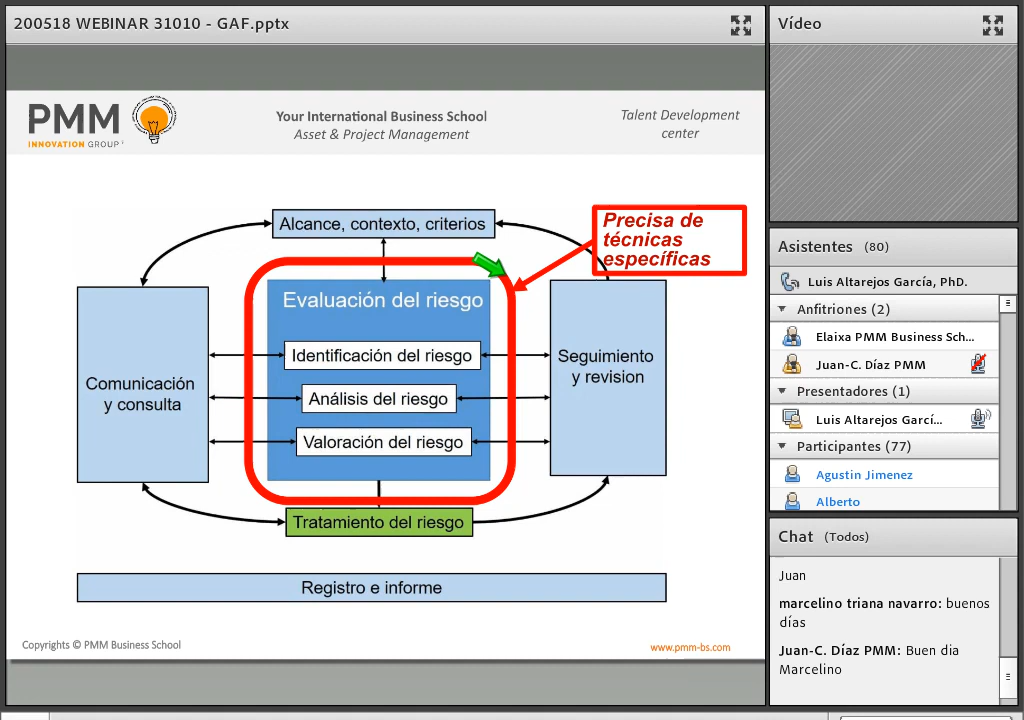 200518 WEBINAR 31010 - GAF.pptx
PMM
INNOVATION GROUP
Your International Business School
Asset & Project Management
Talent Development
center
Alcance, contexto, criterios
Precisa de
técnicas
específicas
Evaluación del riesgo
Identificación del riesgo
Análisis del riesgo
Valoración del riesgo
Comunicación
y consulta
Seguimiento
y revision
Tratamiento del riesgo
Registro e informe
Copyrights © PMM Business School
www.pmm-bs.com
Vídeo
Asistentes (80)
Luis Altarejos García, PhD.
Anfitriones (2)
Elaixa PMM Business Sch...
Juan-C. Díaz PMM
Presentadores (1)
Luis Altarejos Garcí...
Participantes (77)
Agustin Jimenez
Alberto
Chat (Todos)
Juan
marcelino triana navarro: buenos
días
Juan-C. Díaz PMM: Buen dia
Marcelino